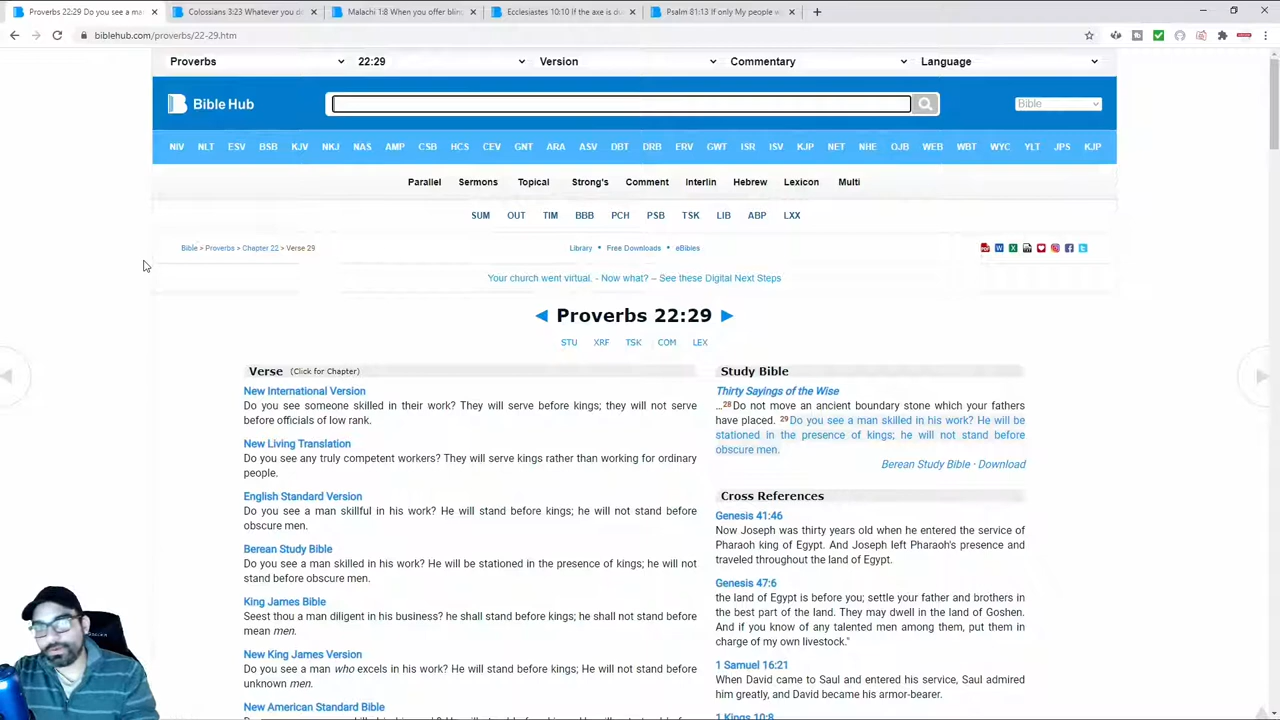 Proverbs 22:29 Do you see a ma
Colossians 3:23 Whatever you d
Malachi 1:8 When you offer blin
Ecclesiastes 10:10 If the axe is du
Psalm 81:13 If only My people w
biblehub.com/proverbs/22-29.htm
Proverbs 22:29 Version Commentary Language
Bible Hub Bible
NIV NLT ESV BSB KJV NKJ NAS AMP CSB HCS CEV GNT ARA ASV DBT DRB ERV GWT ISR ISV KJP NET NHE OJB WEB WBT WYC YLT JPS KJP
Parallel Sermons Topical Strong's Comment Interlin Hebrew Lexicon Multi
SUM OUT TIM BBB PCH PSB TSK LIB ABP LXX
Bible > Proverbs > Chapter 22 > Verse 29 Library • Free Downloads • eBibles
Your church went virtual. - Now what? – See these Digital Next Steps
◄ Proverbs 22:29 ►
STU XRF TSK COM LEX
Verse (Click for Chapter)
New International Version
Do you see someone skilled in their work? They will serve before kings; they will not serve
before officials of low rank.
New Living Translation
Do you see any truly competent workers? They will serve kings rather than working for ordinary
people.
English Standard Version
Do you see a man skillful in his work? He will stand before kings; he will not stand before
obscure men.
Berean Study Bible
Do you see a man skilled in his work? He will be stationed in the presence of kings; he will not
stand before obscure men.
King James Bible
Seest thou a man diligent in his business? he shall stand before kings; he shall not stand before
mean men.
New King James Version
Do you see a man who excels in his work? He will stand before kings; He will not stand before
unknown men.
New American Standard Bible
Study Bible
Thirty Sayings of the Wise
…28Do not move an ancient boundary stone which your fathers
have placed. 29Do you see a man skilled in his work? He will be
stationed in the presence of kings; he will not stand before
obscure men.
Berean Study Bible · Download
Cross References
Genesis 41:46
Now Joseph was thirty years old when he entered the service of
Pharaoh king of Egypt. And Joseph left Pharaoh's presence and
traveled throughout the land of Egypt.
Genesis 47:6
the land of Egypt is before you; settle your father and brothers in
the best part of the land. They may dwell in the land of Goshen.
And if you know of any talented men among them, put them in
charge of my own livestock."
1 Samuel 16:21
When David came to Saul and entered his service, Saul admired
him greatly, and David became his armor-bearer.
1 Kings 10:8